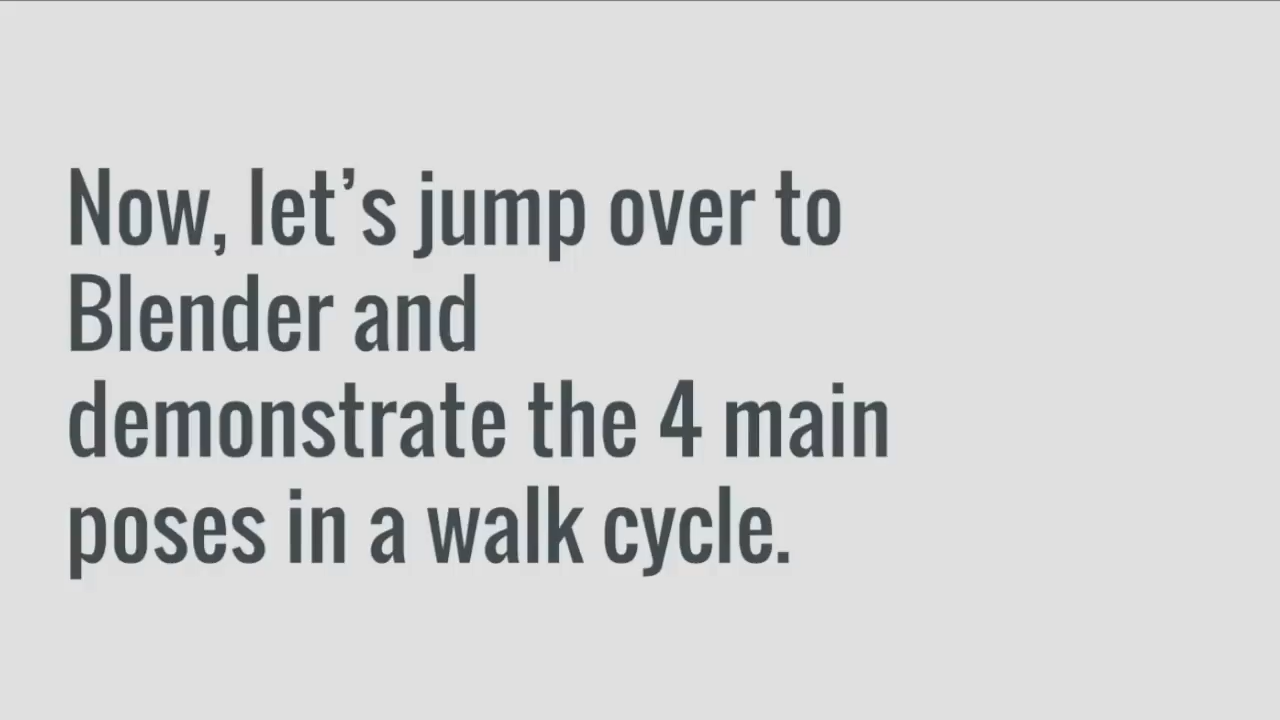 Now, let’s jump over to
Blender and
demonstrate the 4 main
poses in a walk cycle.